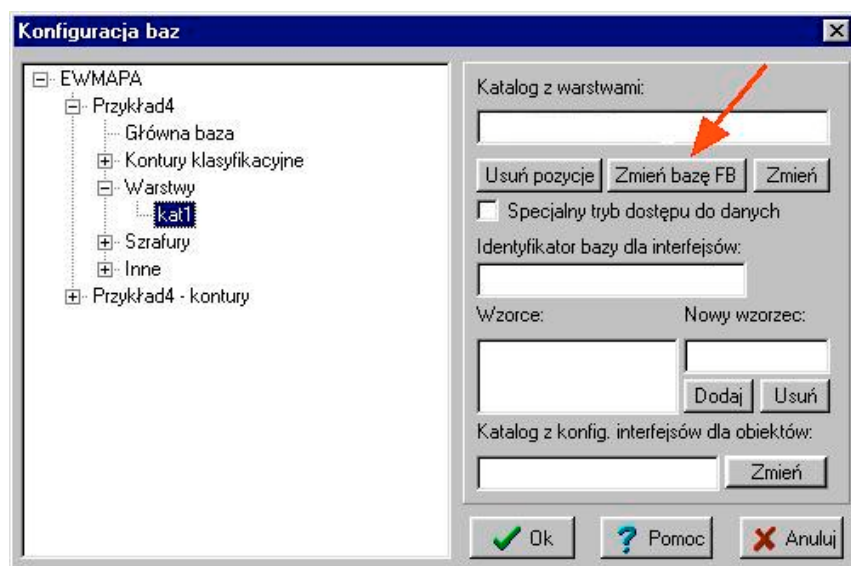 Konfiguracja baz
EWMAPA
Przykład4
Główna baza
Kontury klasyfikacyjne
Warstwy
kat1
Szrafury
Inne
Przykład4 - kontury
Katalog z warstwami:
Usuń pozycje Zmień bazę FB Zmień
Specjalny tryb dostępu do danych
Identyfikator bazy dla interfejsów:
Wzorce: Nowy wzorzec:
Dodaj Usuń
Katalog z konfig. interfejsów dla obiektów:
Zmień
Ok Pomoc Anuluj